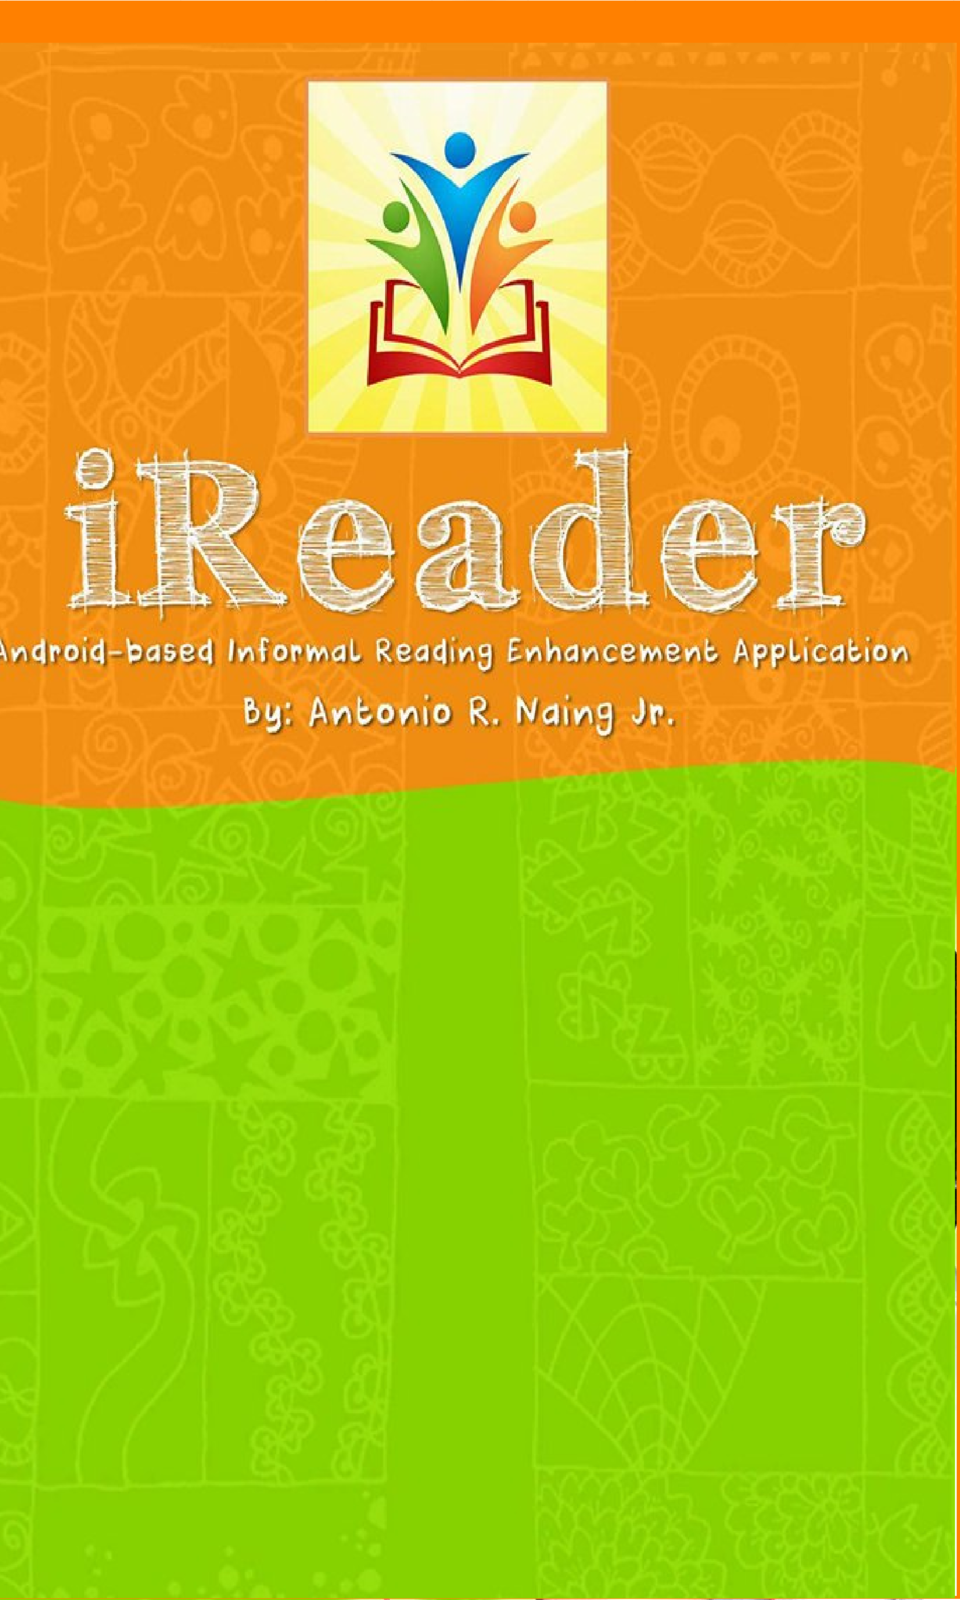 iReader
Android-based Informal Reading Enhancement Application
By: Antonio R. Naing Jr.